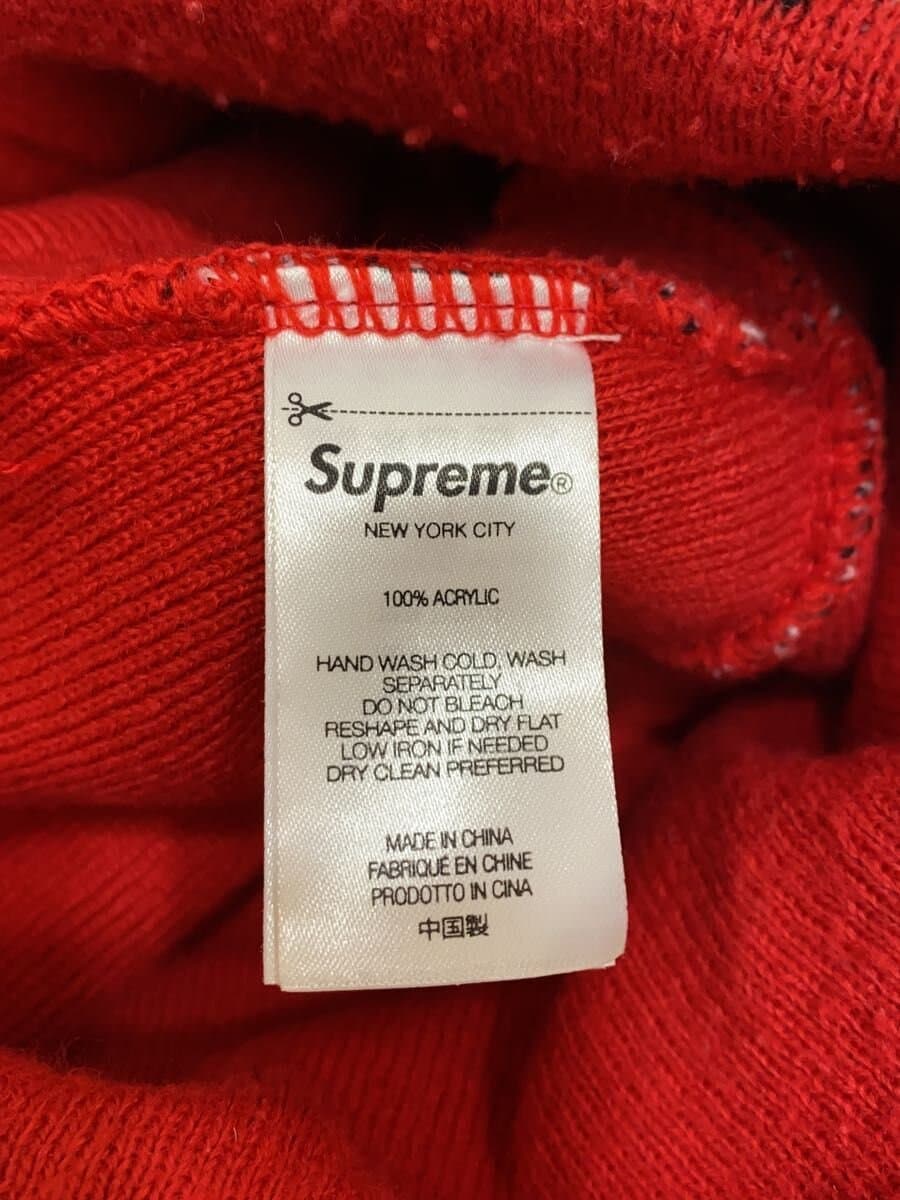 Supreme®
NEW YORK CITY
100% ACRYLIC
HAND WASH COLD, WASH
SEPARATELY
DO NOT BLEACH
RESHAPE AND DRY FLAT
LOW IRON IF NEEDED
DRY CLEAN PREFERRED
MADE IN CHINA
FABRIQUÉ EN CHINE
PRODOTTO IN CINA
中国製